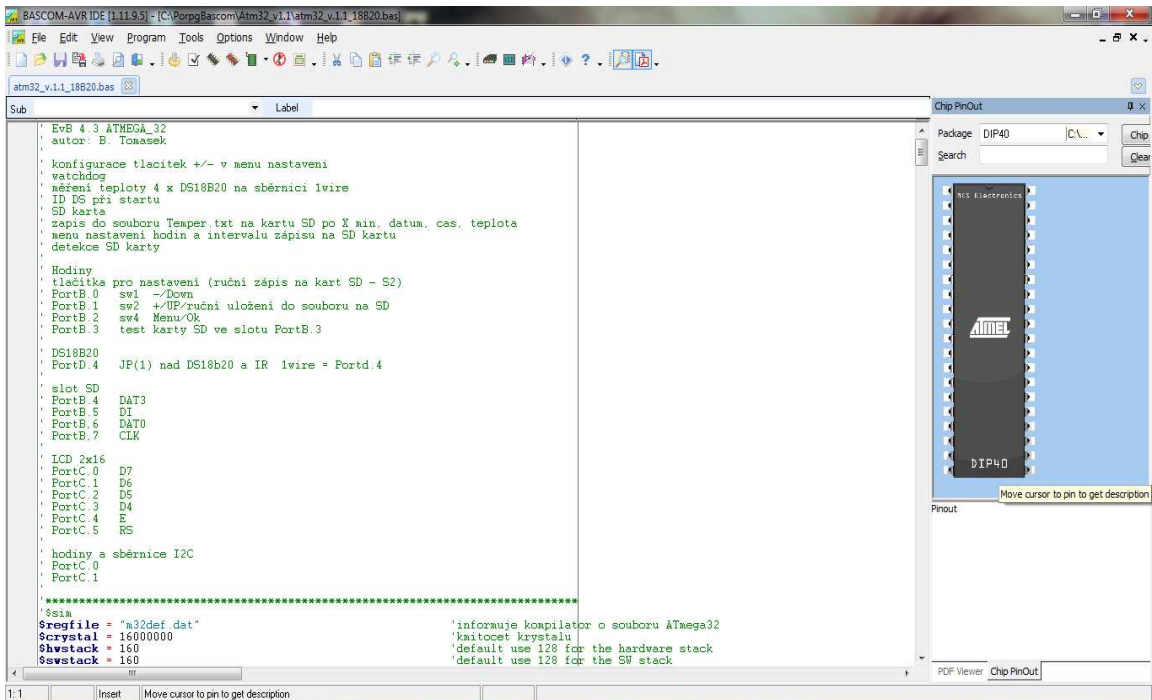 BASCOM-AVR IDE [1.11.9.5] - [C:\PorpgBascom\Atm32_v1.1\atm32_v.1.1_18B20.bas]
File Edit View Program Tools Options Window Help
atm32_v.1.1_18B20.bas
Sub Label
' EvB 4.3 ATMEGA_32
' autor: B. Tomasek
'
' konfigurace tlacitek +/- v menu nastaveni
' watchdog
' měření teploty 4 x DS18B20 na sběrnici 1wire
' ID DS při startu
' SD karta
' zapis do souboru Temper.txt na kartu SD po X min, datum, cas, teplota
' menu nastavení hodin a intervalu zápisu na SD kartu
' detekce SD karty
'
' Hodiny
' tlačítka pro nastavení (ruční zápis na kart SD - S2)
' PortB.0 sw1 -/Down
' PortB.1 sw2 +/UP/ruční uložení do souboru na SD
' PortB.2 sw4 Menu/Ok
' PortB.3 test karty SD ve slotu PortB.3
'
' DS18B20
' PortD.4 JP(1) nad DS18b20 a IR 1wire = Portd.4
'
' slot SD
' PortB.4 DAT3
' PortB.5 DI
' PortB,6 DAT0
' PortB,7 CLK
'
' LCD 2x16
' PortC.0 D7
' PortC.1 D6
' PortC.2 D5
' PortC.3 D4
' PortC.4 E
' PortC.5 RS
'
' hodiny a sběrnice I2C
' PortC.0
' PortC.1
'
'*******************************************************************************
'$sim
$regfile = "m32def.dat" 'informuje kompilator o souboru ATmega32
$crystal = 16000000 'kmitocet krystalu
$hwstack = 160 'default use 128 for the hardware stack
$swstack = 160 'default use 128 for the SW stack
Chip PinOut
Package DIP40 C:\... Chip
Search Clear
MCS Electronics
ATMEL
DIP40
Move cursor to pin to get description
Pinout
PDF Viewer Chip PinOut
1: 1 Insert Move cursor to pin to get description